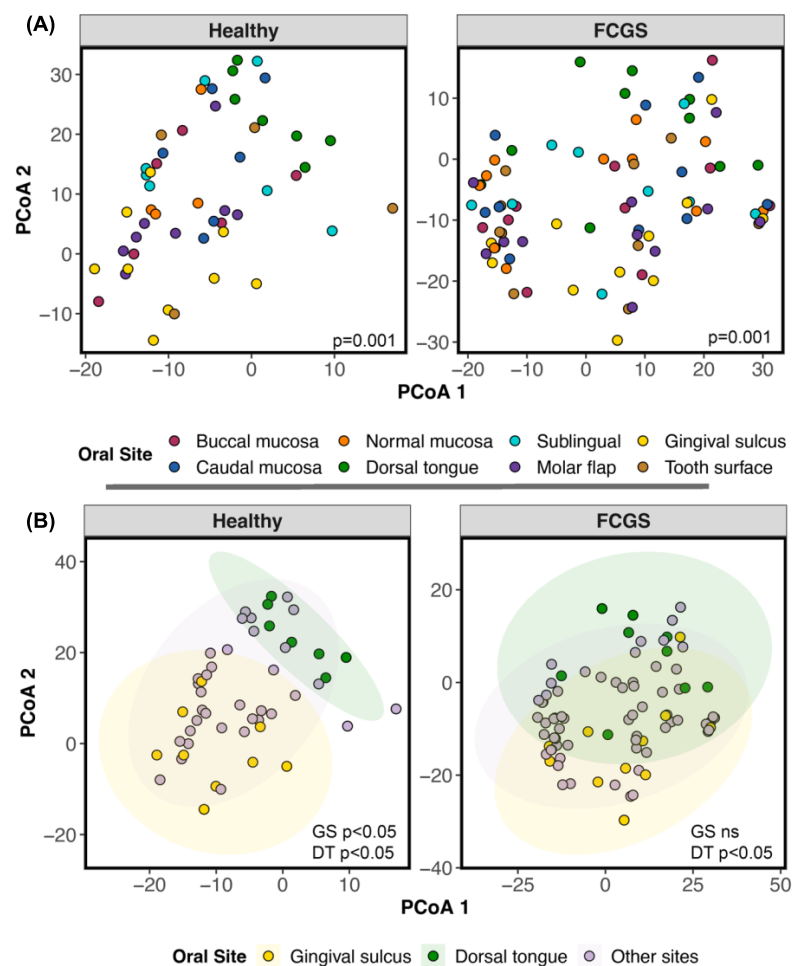 (A)
Healthy
FCGS
PCoA 2
30
20
10
0
−10
p=0.001
−20
−10
0
10
10
0
−10
−20
−30
p=0.001
−20
−10
0
10
20
30
PCoA 1
Oral Site
Buccal mucosa
Normal mucosa
Sublingual
Gingival sulcus
Caudal mucosa
Dorsal tongue
Molar flap
Tooth surface
(B)
Healthy
FCGS
PCoA 2
40
20
0
−20
GS p<0.05
DT p<0.05
−20
−10
0
10
20
0
−20
−40
GS ns
DT p<0.05
−25
0
25
50
PCoA 1
Oral Site
Gingival sulcus
Dorsal tongue
Other sites